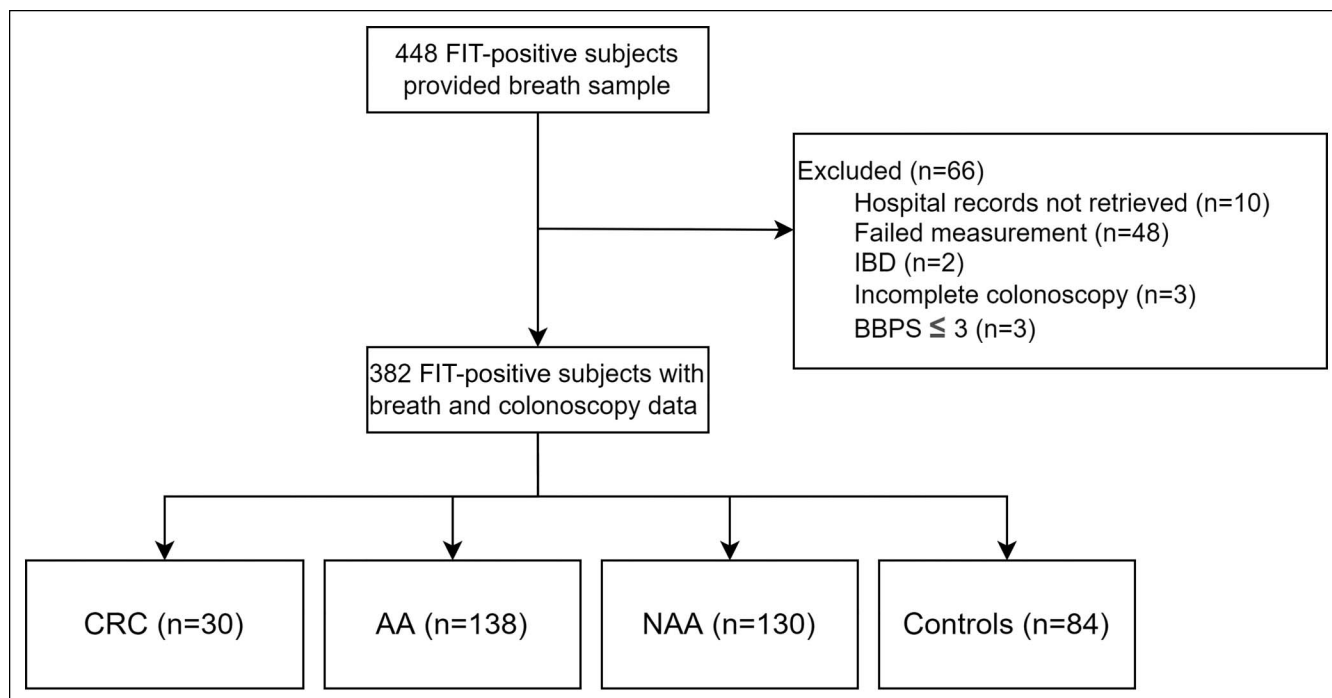 448 FIT-positive subjects
provided breath sample
Excluded (n=66)
Hospital records not retrieved (n=10)
Failed measurement (n=48)
IBD (n=2)
Incomplete colonoscopy (n=3)
BBPS ≤ 3 (n=3)
382 FIT-positive subjects with
breath and colonoscopy data
CRC (n=30)
AA (n=138)
NAA (n=130)
Controls (n=84)